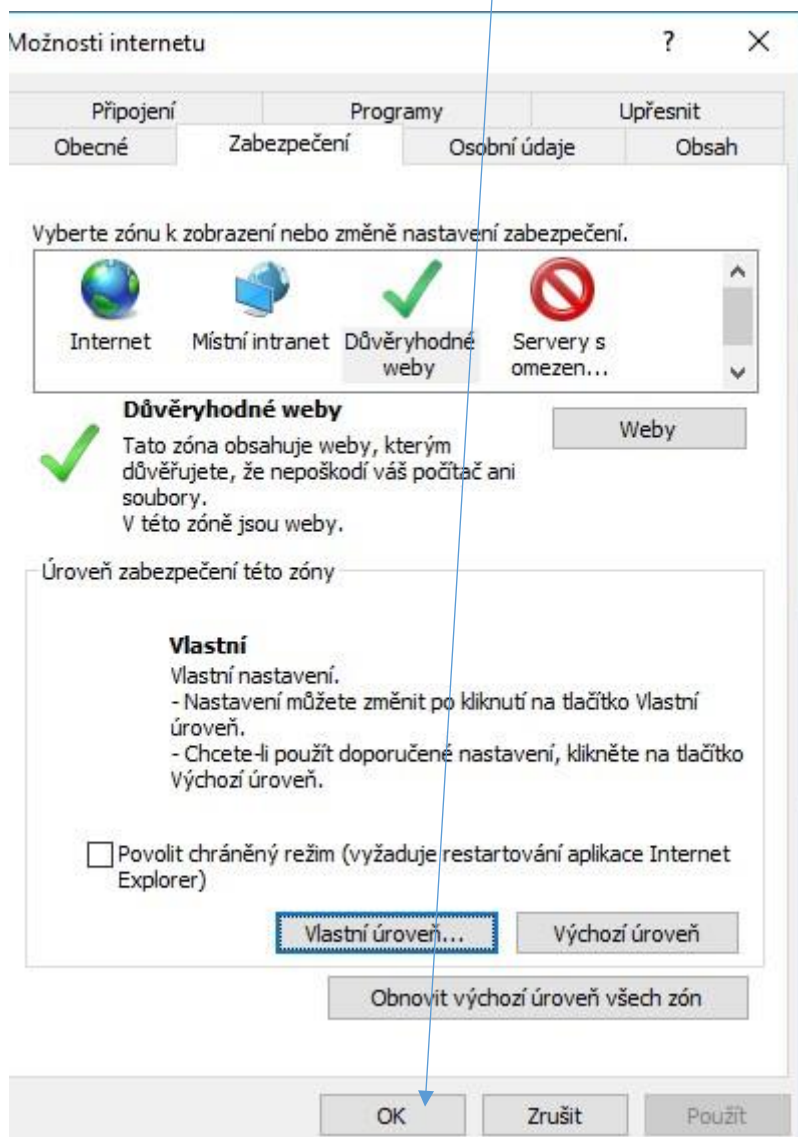 Možnosti internetu ?
Připojení Programy Upřesnit
Obecné Zabezpečení Osobní údaje Obsah
Vyberte zónu k zobrazení nebo změně nastavení zabezpečení.
Internet Místní intranet Důvěryhodné weby Servery s omezen...
Důvěryhodné weby
Weby
Tato zóna obsahuje weby, kterým
důvěřujete, že nepoškodí váš počítač ani
soubory.
V této zóně jsou weby.
Úroveň zabezpečení této zóny
Vlastní
Vlastní nastavení.
- Nastavení můžete změnit po kliknutí na tlačítko Vlastní
úroveň.
- Chcete-li použít doporučené nastavení, klikněte na tlačítko
Výchozí úroveň.
Povolit chráněný režim (vyžaduje restartování aplikace Internet
Explorer)
Vlastní úroveň... Výchozí úroveň
Obnovit výchozí úroveň všech zón
OK Zrušit Použít